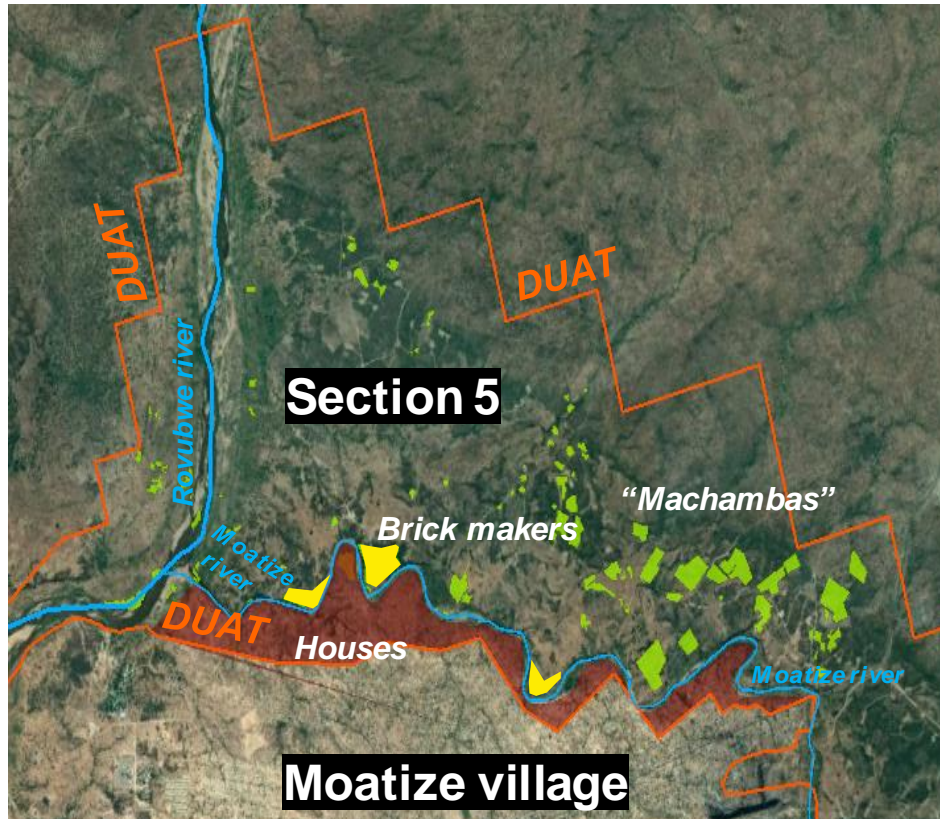 DUAT
DUAT
Rovubwe river
Section 5
"Machambas"
Brick makers
Moatize
river
DUAT
Houses
Moatize river
Moatize village